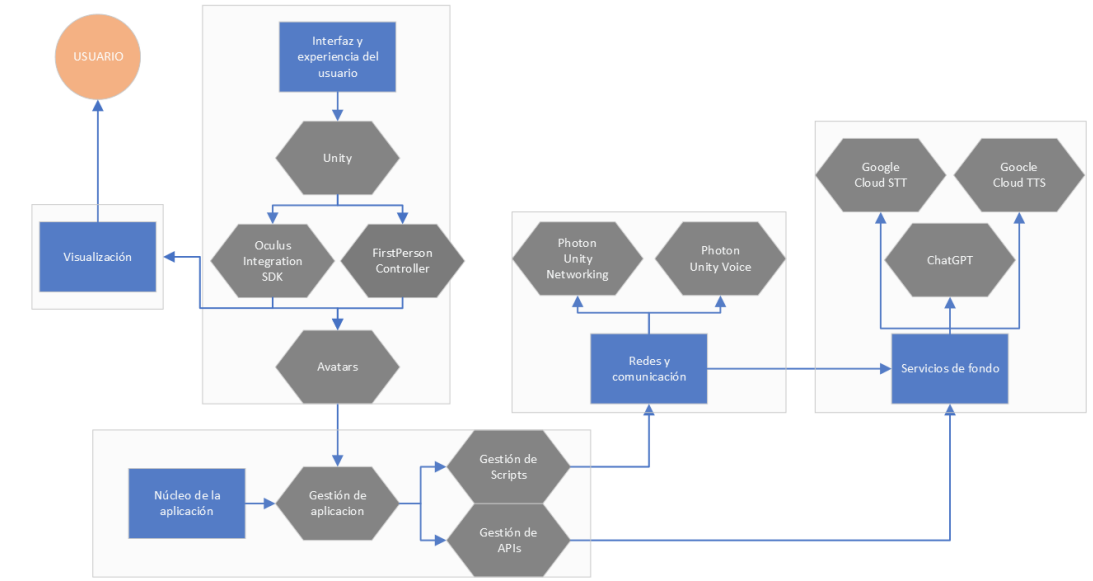 USUARIO
Interfaz y
experiencia del
usuario
Unity
Oculus
Integration
SDK
FirstPerson
Controller
Visualización
Avatars
Núcleo de la
aplicación
Gestión de
aplicacion
Gestión de
Scripts
Gestión de
APIs
Photon
Unity
Networking
Photon
Unity Voice
Redes y
comunicación
Google
Cloud STT
Goocle
Cloud TTS
ChatGPT
Servicios de fondo